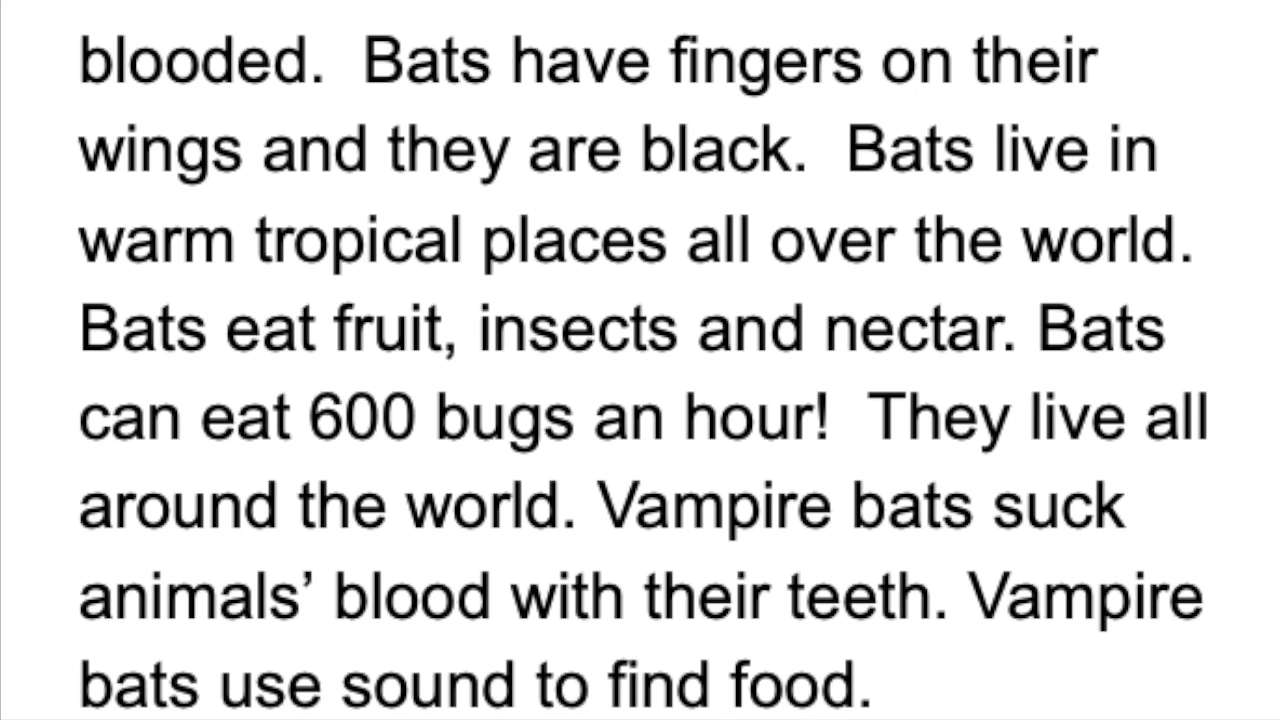 blooded.  Bats have fingers on their
wings and they are black.  Bats live in
warm tropical places all over the world.
Bats eat fruit, insects and nectar. Bats
can eat 600 bugs an hour!  They live all
around the world. Vampire bats suck
animals’ blood with their teeth. Vampire
bats use sound to find food.